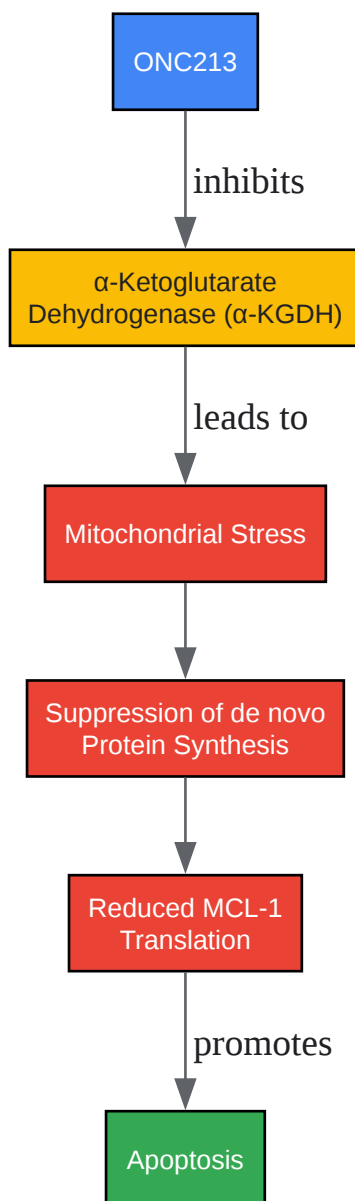 ONC213
inhibits
α-Ketoglutarate
Dehydrogenase (α-KGDH)
leads to
Mitochondrial Stress
Suppression of de novo
Protein Synthesis
Reduced MCL-1
Translation
promotes
Apoptosis